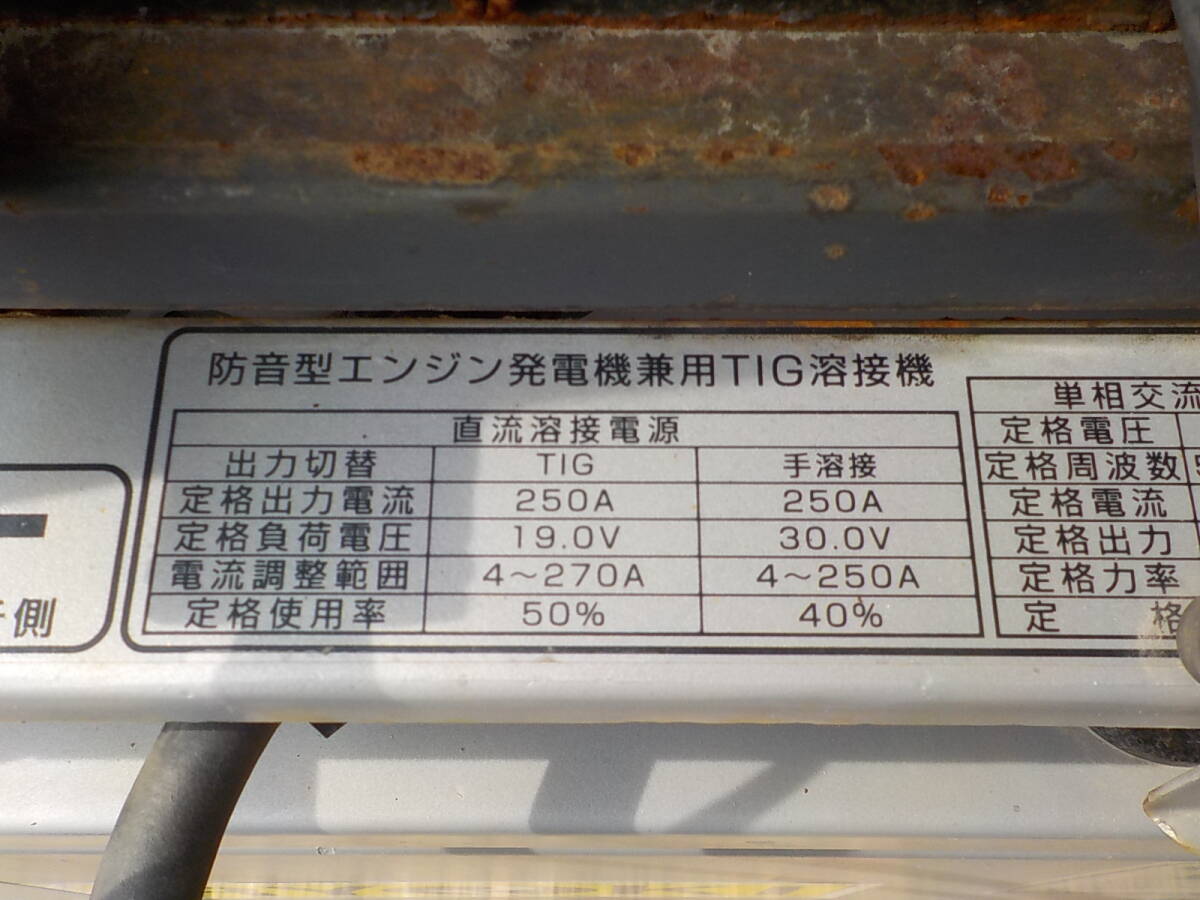 防音型エンジン発電機兼用TIG溶接機
直流溶接電源
出力切替 TIG 手溶接
定格出力電流 250A 250A
定格負荷電圧 19.0V 30.0V
電流調整範囲 4～270A 4～250A
定格使用率 50% 40%
単相交流
定格電圧
定格周波数
定格電流
定格出力
定格力率
定 格
側